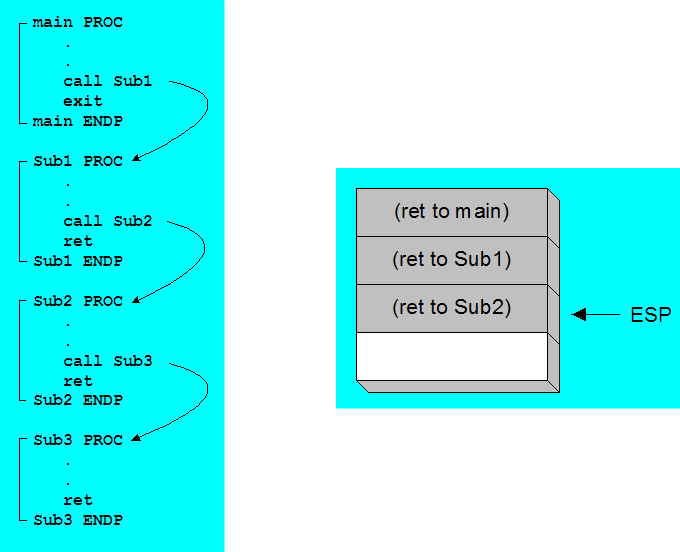 main PROC
.
.
call Sub1
exit
main ENDP
Sub1 PROC
.
.
call Sub2
ret
Sub1 ENDP
Sub2 PROC
.
.
call Sub3
ret
Sub2 ENDP
Sub3 PROC
.
.
ret
Sub3 ENDP
(ret to main)
(ret to Sub1)
(ret to Sub2)
ESP